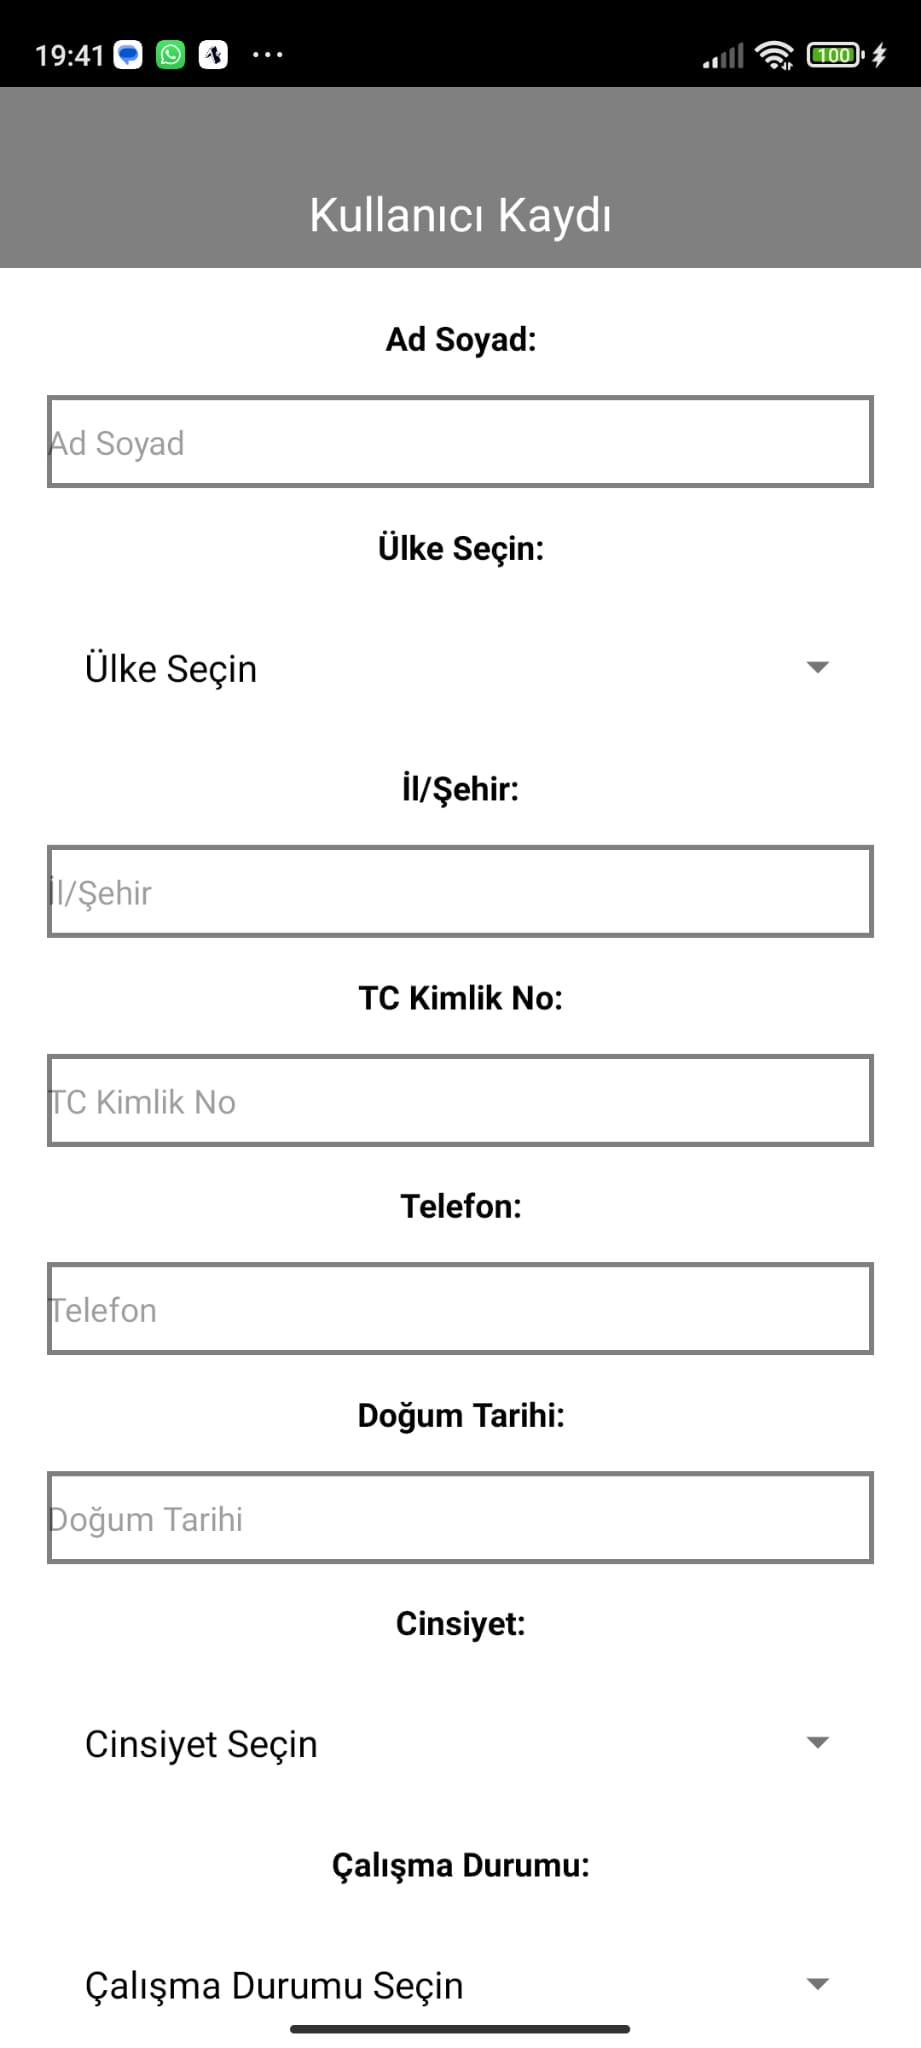 19:41
100
Kullanıcı Kaydı
Ad Soyad:
Ad Soyad
Ülke Seçin:
Ülke Seçin
İl/Şehir:
İl/Şehir
TC Kimlik No:
TC Kimlik No
Telefon:
Telefon
Doğum Tarihi:
Doğum Tarihi
Cinsiyet:
Cinsiyet Seçin
Çalışma Durumu:
Çalışma Durumu Seçin